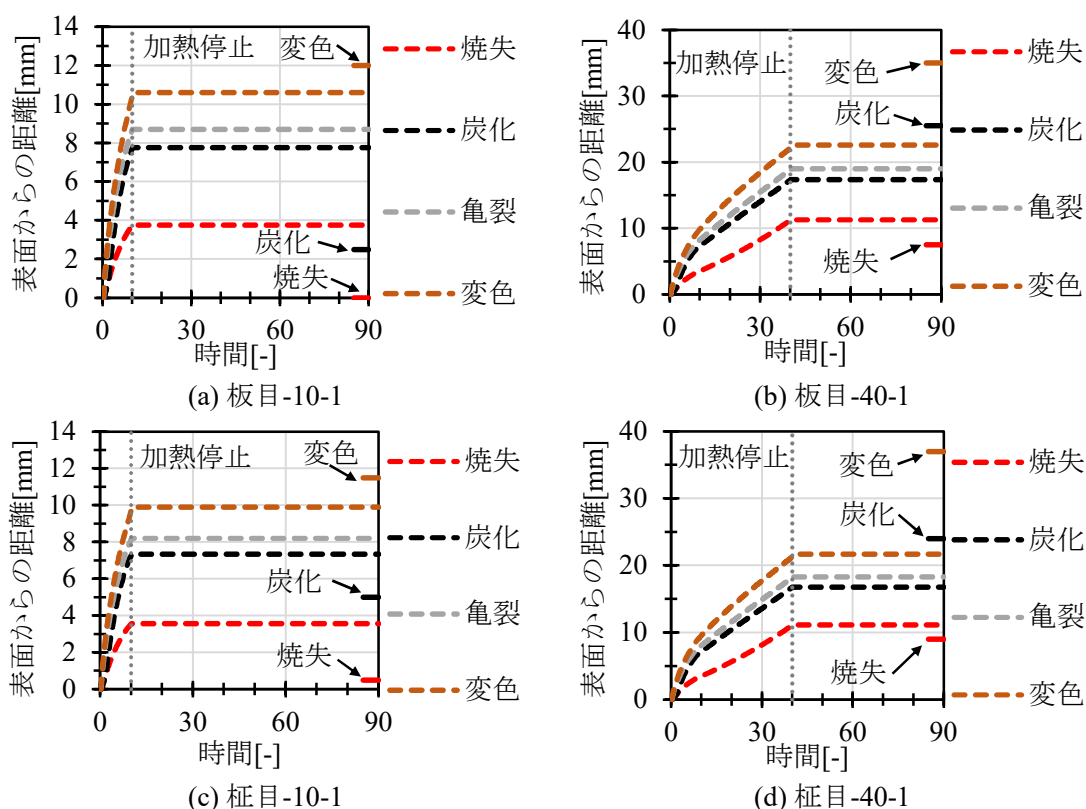 表面からの距離[mm]
14
12
10
8
6
4
2
0
加熱停止
変色
炭化
焼失
0 30 60 90
時間[-]
焼失
炭化
亀裂
変色
(a) 板目-10-1
表面からの距離[mm]
40
30
20
10
0
加熱停止
変色
炭化
焼失
0 30 60 90
時間[-]
焼失
炭化
亀裂
変色
(b) 板目-40-1
表面からの距離[mm]
14
12
10
8
6
4
2
0
加熱停止
変色
炭化
焼失
0 30 60 90
時間[-]
焼失
炭化
亀裂
変色
(c) 柾目-10-1
表面からの距離[mm]
40
30
20
10
0
加熱停止
変色
炭化
焼失
0 30 60 90
時間[-]
焼失
炭化
亀裂
変色
(d) 柾目-40-1